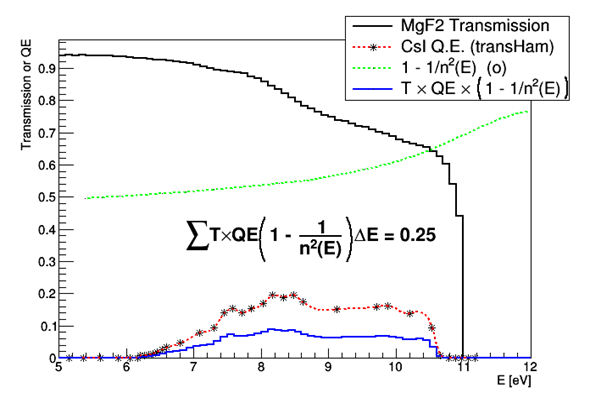 MgF2 Transmission
CsI Q.E. (transHam)
1 - 1/n²(E) (o)
T × QE × (1 - 1/n²(E))
Transmission or QE
0.9
0.8
0.7
0.6
0.5
0.4
0.3
0.2
0.1
0
∑T×QE(1 - 1/n²(E))ΔE = 0.25
5 6 7 8 9 10 11 12
E [eV]